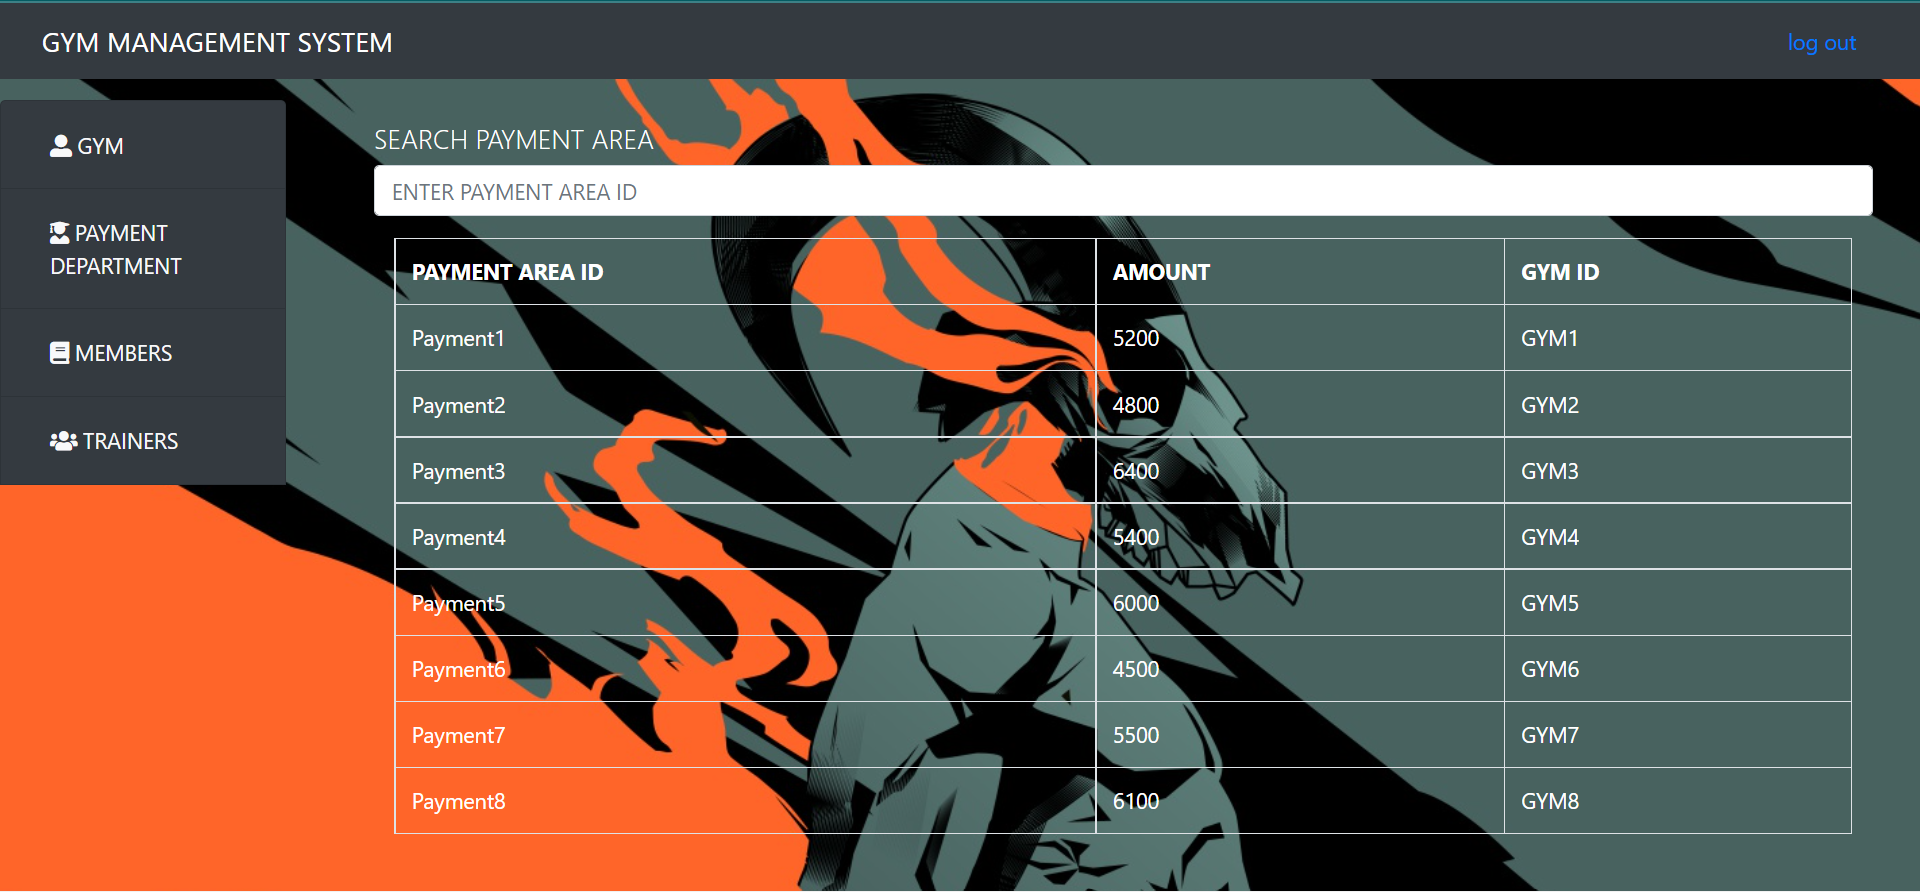 GYM MANAGEMENT SYSTEM
log out
GYM
PAYMENT
DEPARTMENT
MEMBERS
TRAINERS
SEARCH PAYMENT AREA
ENTER PAYMENT AREA ID
PAYMENT AREA ID AMOUNT GYM ID
Payment1 5200 GYM1
Payment2 4800 GYM2
Payment3 6400 GYM3
Payment4 5400 GYM4
Payment5 6000 GYM5
Payment6 4500 GYM6
Payment7 5500 GYM7
Payment8 6100 GYM8